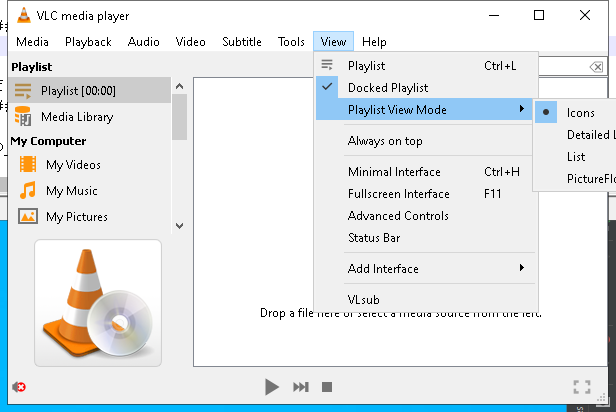 VLC media player
Media Playback Audio Video Subtitle Tools View Help
Playlist
Playlist [00:00]
Media Library
My Computer
My Videos
My Music
My Pictures
Playlist Ctrl+L
Docked Playlist
Playlist View Mode
Always on top
Minimal Interface Ctrl+H
Fullscreen Interface F11
Advanced Controls
Status Bar
Add Interface
VLsub
Icons
Detailed L
List
PictureFlo
Drop a file here or select a media source from the left.